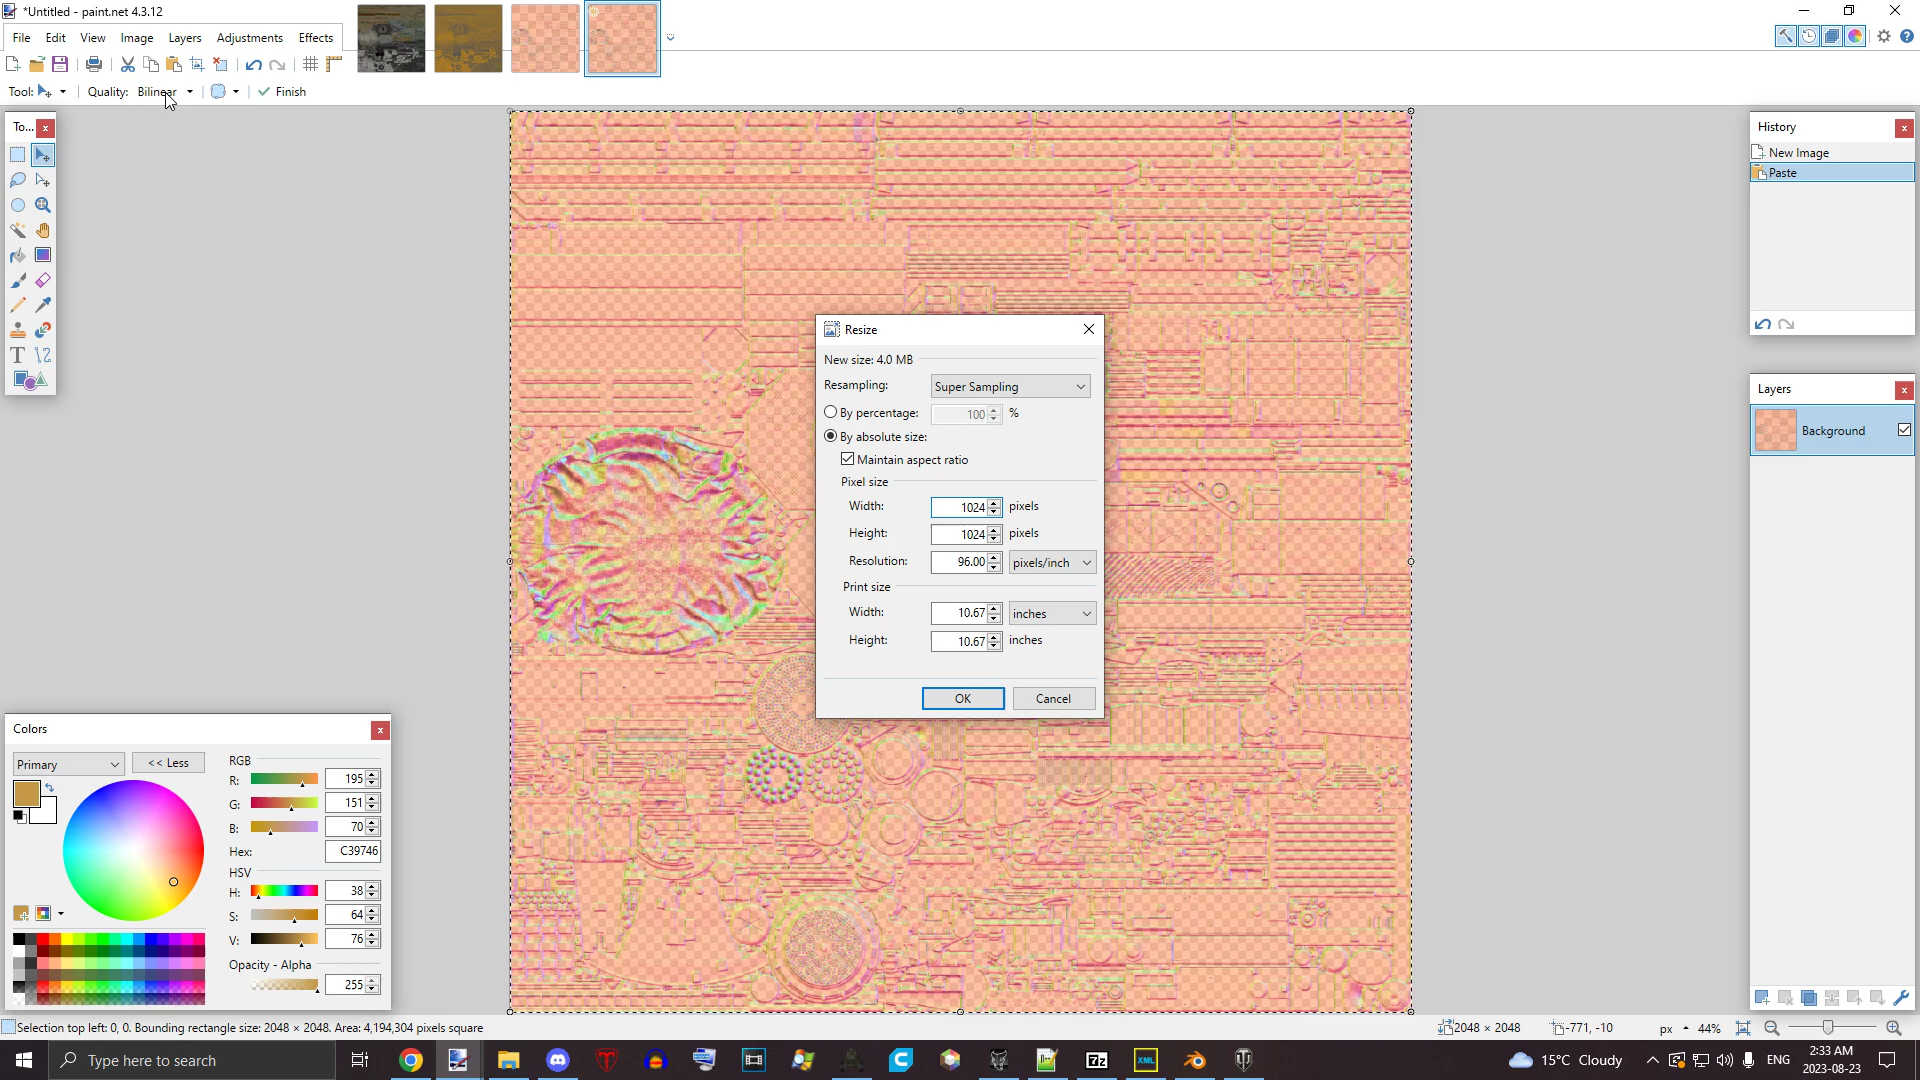 *Untitled - paint.net 4.3.12
File Edit View Image Layers Adjustments Effects
Tool: Quality: Bilinear Finish
To...
History
New Image
Paste
Resize
New size: 4.0 MB
Resampling: Super Sampling
By percentage: 100 %
By absolute size:
Maintain aspect ratio
Pixel size
Width: 1024 pixels
Height: 1024 pixels
Resolution: 96.00 pixels/inch
Print size
Width: 10.67 inches
Height: 10.67 inches
OK Cancel
Layers
Background
Colors
Primary << Less
RGB
R: 195
G: 151
B: 70
Hex: C39746
HSV
H: 38
S: 64
V: 76
Opacity - Alpha
255
Selection top left: 0, 0. Bounding rectangle size: 2048 × 2048. Area: 4,194,304 pixels square
2048 × 2048 -771, -10 px 44%
Type here to search
7z
XML
15°C Cloudy
ENG
2:33 AM
2023-08-23